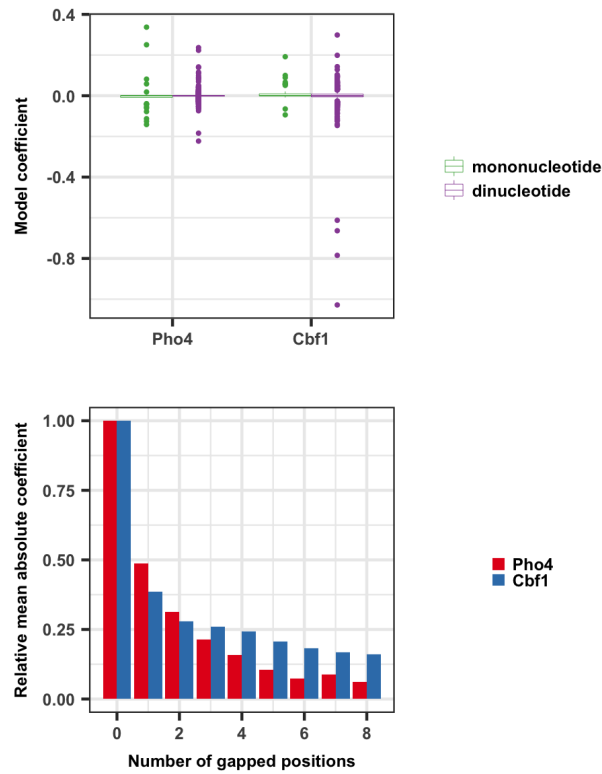 0.4
0.0
-0.4
-0.8
Model coefficient
Pho4 Cbf1
mononucleotide
dinucleotide
1.00
0.75
0.50
0.25
0.00
Relative mean absolute coefficient
0 2 4 6 8
Number of gapped positions
Pho4
Cbf1